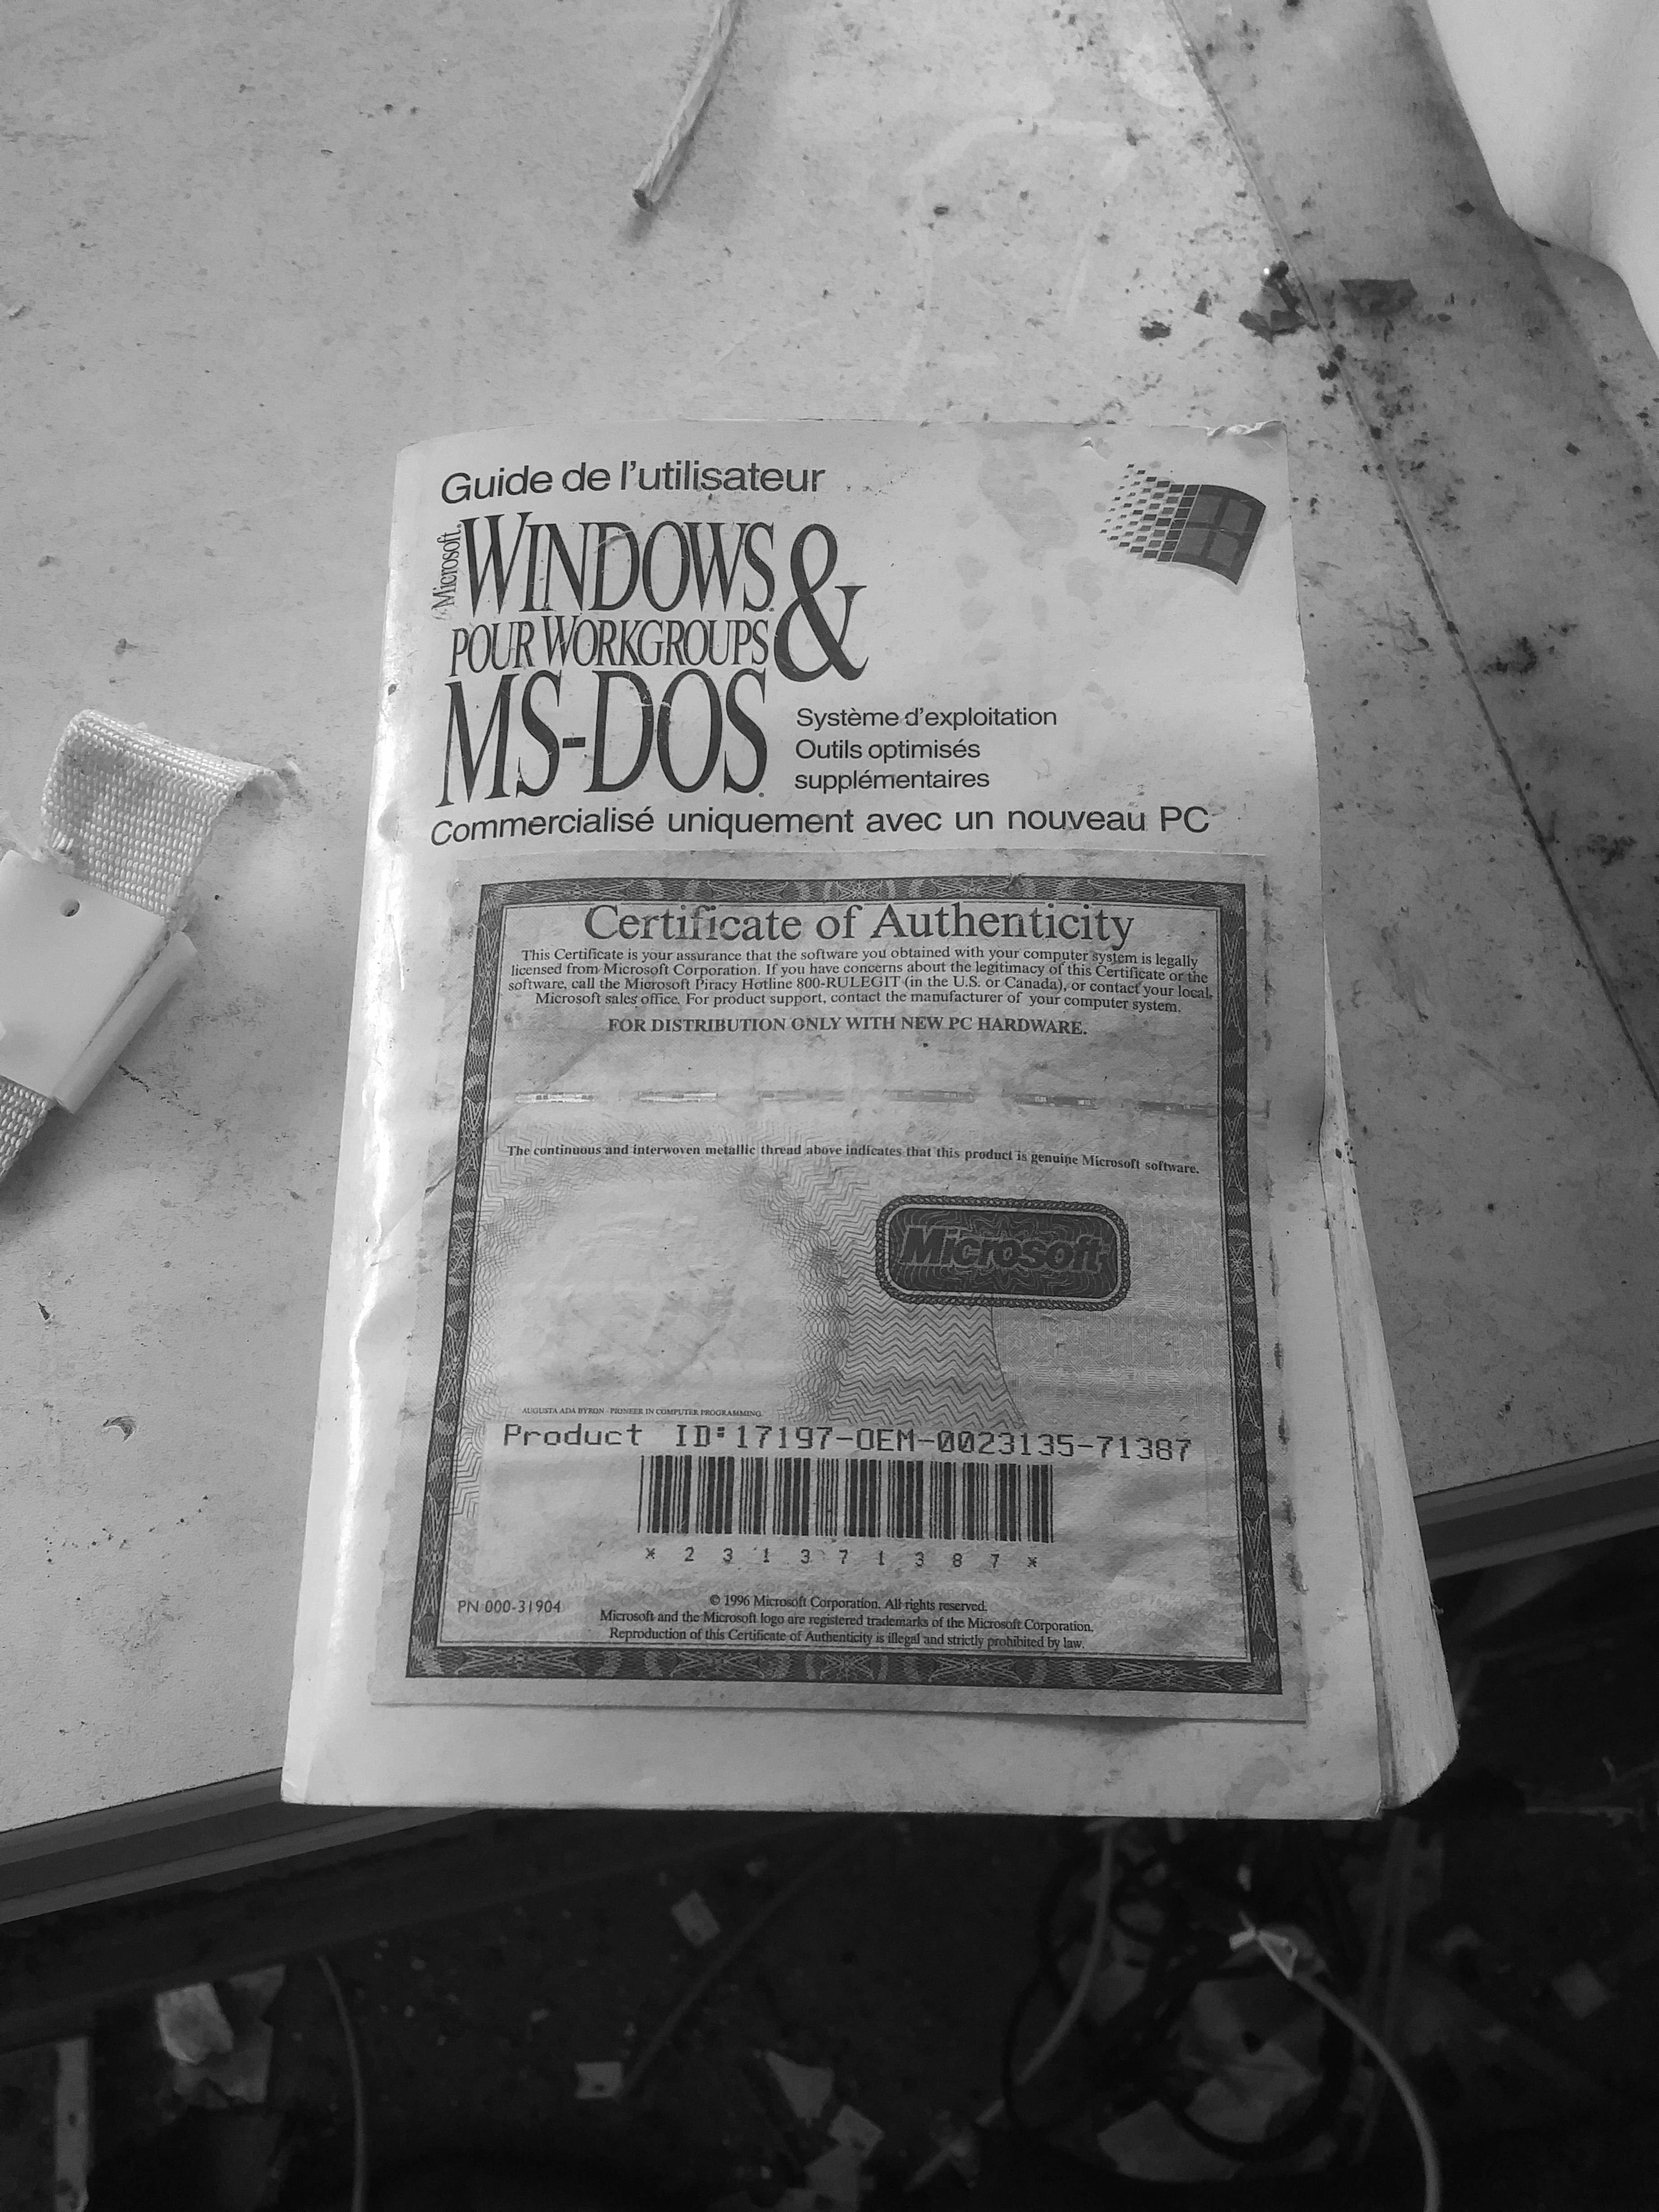 Guide de l'utilisateur
Microsoft.
WINDOWS &
POUR WORKGROUPS
MS-DOS.
Système d'exploitation
Outils optimisés
supplémentaires
Commercialisé uniquement avec un nouveau PC
Certificate of Authenticity
This Certificate is your assurance that the software you obtained with your computer system is legally
licensed from Microsoft Corporation. If you have concerns about the legitimacy of this Certificate or the
software, call the Microsoft Piracy Hotline 800-RULEGIT (in the U.S. or Canada), or contact your local
Microsoft sales office. For product support, contact the manufacturer of your computer system.
FOR DISTRIBUTION ONLY WITH NEW PC HARDWARE.
The continuous and interwoven metallic thread above indicates that this product is genuine Microsoft software.
Microsoft
AUGUSTA ADA BYRON - PIONEER IN COMPUTER PROGRAMMING
Product ID:17197-OEM-0023135-71387
* 2 3 1 3 7 1 3 8 7 *
PN 000-31904
© 1996 Microsoft Corporation. All rights reserved.
Microsoft and the Microsoft logo are registered trademarks of the Microsoft Corporation.
Reproduction of this Certificate of Authenticity is illegal and strictly prohibited by law.